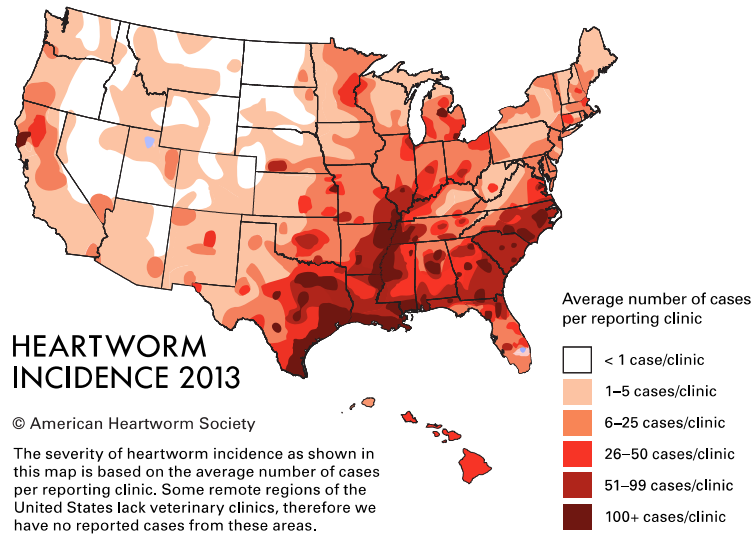 HEARTWORM
INCIDENCE 2013
© American Heartworm Society
The severity of heartworm incidence as shown in
this map is based on the average number of cases
per reporting clinic. Some remote regions of the
United States lack veterinary clinics, therefore we
have no reported cases from these areas.
Average number of cases
per reporting clinic
< 1 case/clinic
1–5 cases/clinic
6–25 cases/clinic
26–50 cases/clinic
51–99 cases/clinic
100+ cases/clinic